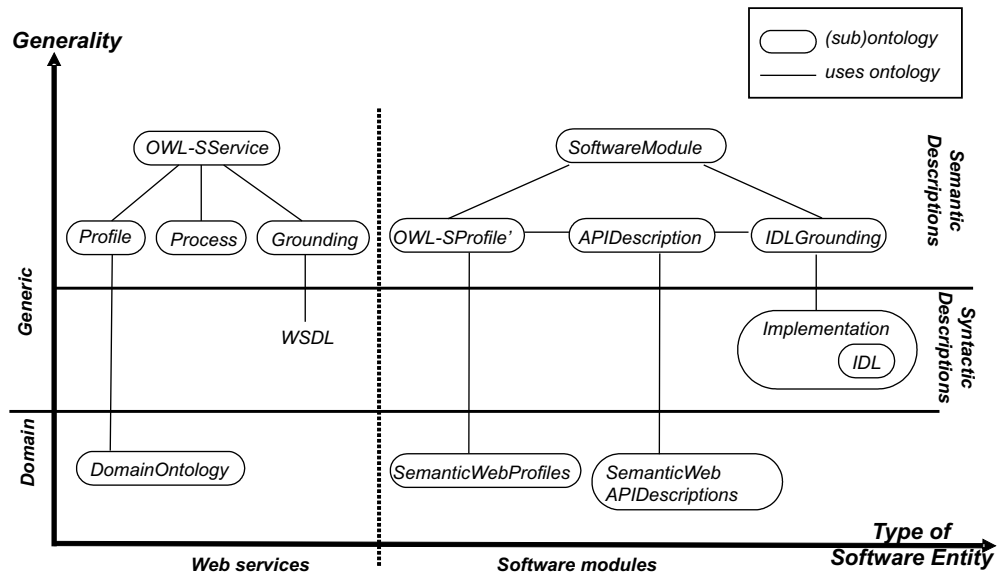 Generality
(sub)ontology
uses ontology
OWL-SService
SoftwareModule
Semantic
Descriptions
Profile
Process
Grounding
OWL-SProfile’
APIDescription
IDLGrounding
Generic
WSDL
Implementation
IDL
Syntactic
Descriptions
Domain
DomainOntology
SemanticWebProfiles
SemanticWeb
APIDescriptions
Type of
Software Entity
Web services
Software modules